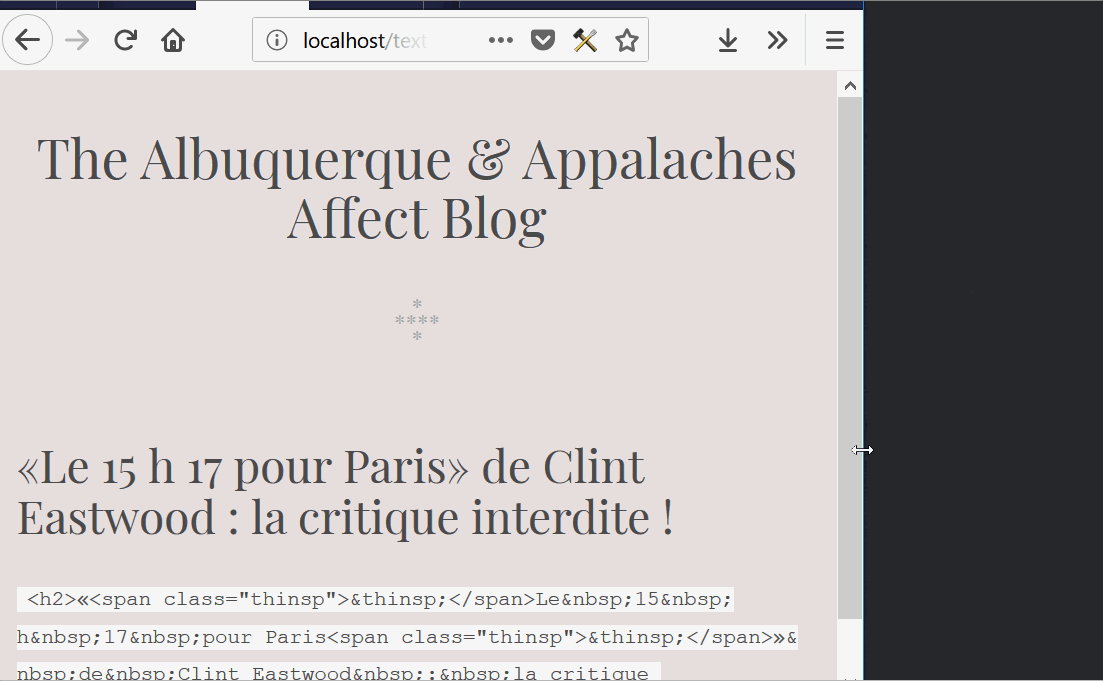 localhost/text
The Albuquerque & Appalaches
Affect Blog
*
****
*
«Le 15 h 17 pour Paris» de Clint
Eastwood : la critique interdite !
<h2>«<span class="thinsp">&thinsp;</span>Le&nbsp;15&nbsp;
h&nbsp;17&nbsp;pour Paris<span class="thinsp">&thinsp;</span>»&
nbsp;de&nbsp;Clint Eastwood&nbsp;:&nbsp;la critique